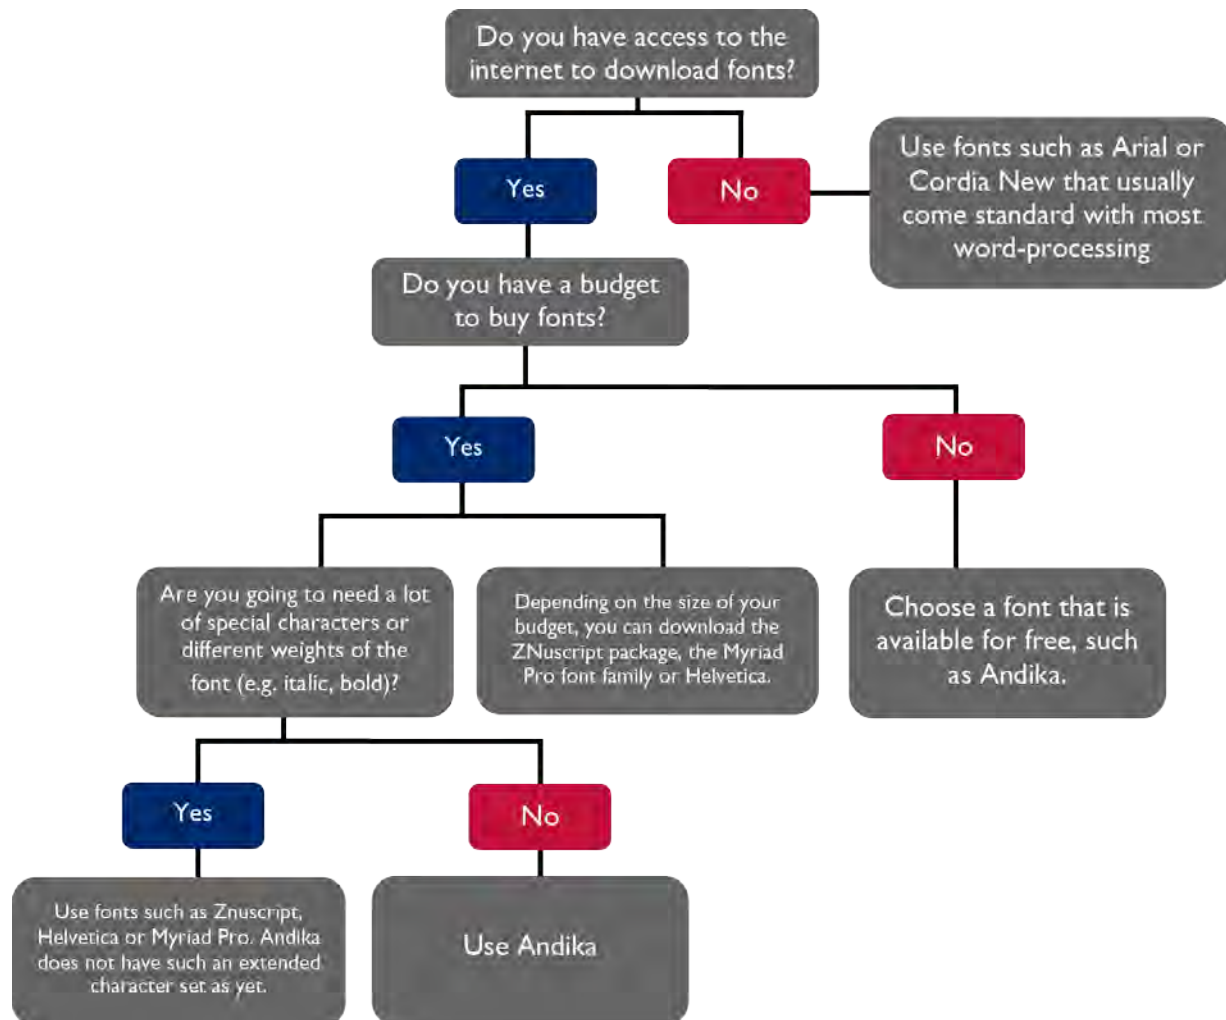 Do you have access to the
internet to download fonts?
Yes
No
Use fonts such as Arial or
Cordia New that usually
come standard with most
word-processing
Do you have a budget
to buy fonts?
Yes
No
Are you going to need a lot
of special characters or
different weights of the
font (e.g. italic, bold)?
Depending on the size of your
budget, you can download the
ZNuscript package, the Myriad
Pro font family or Helvetica.
Choose a font that is
available for free, such
as Andika.
Yes
No
Use fonts such as Znuscript,
Helvetica or Myriad Pro. Andika
does not have such an extended
character set as yet.
Use Andika